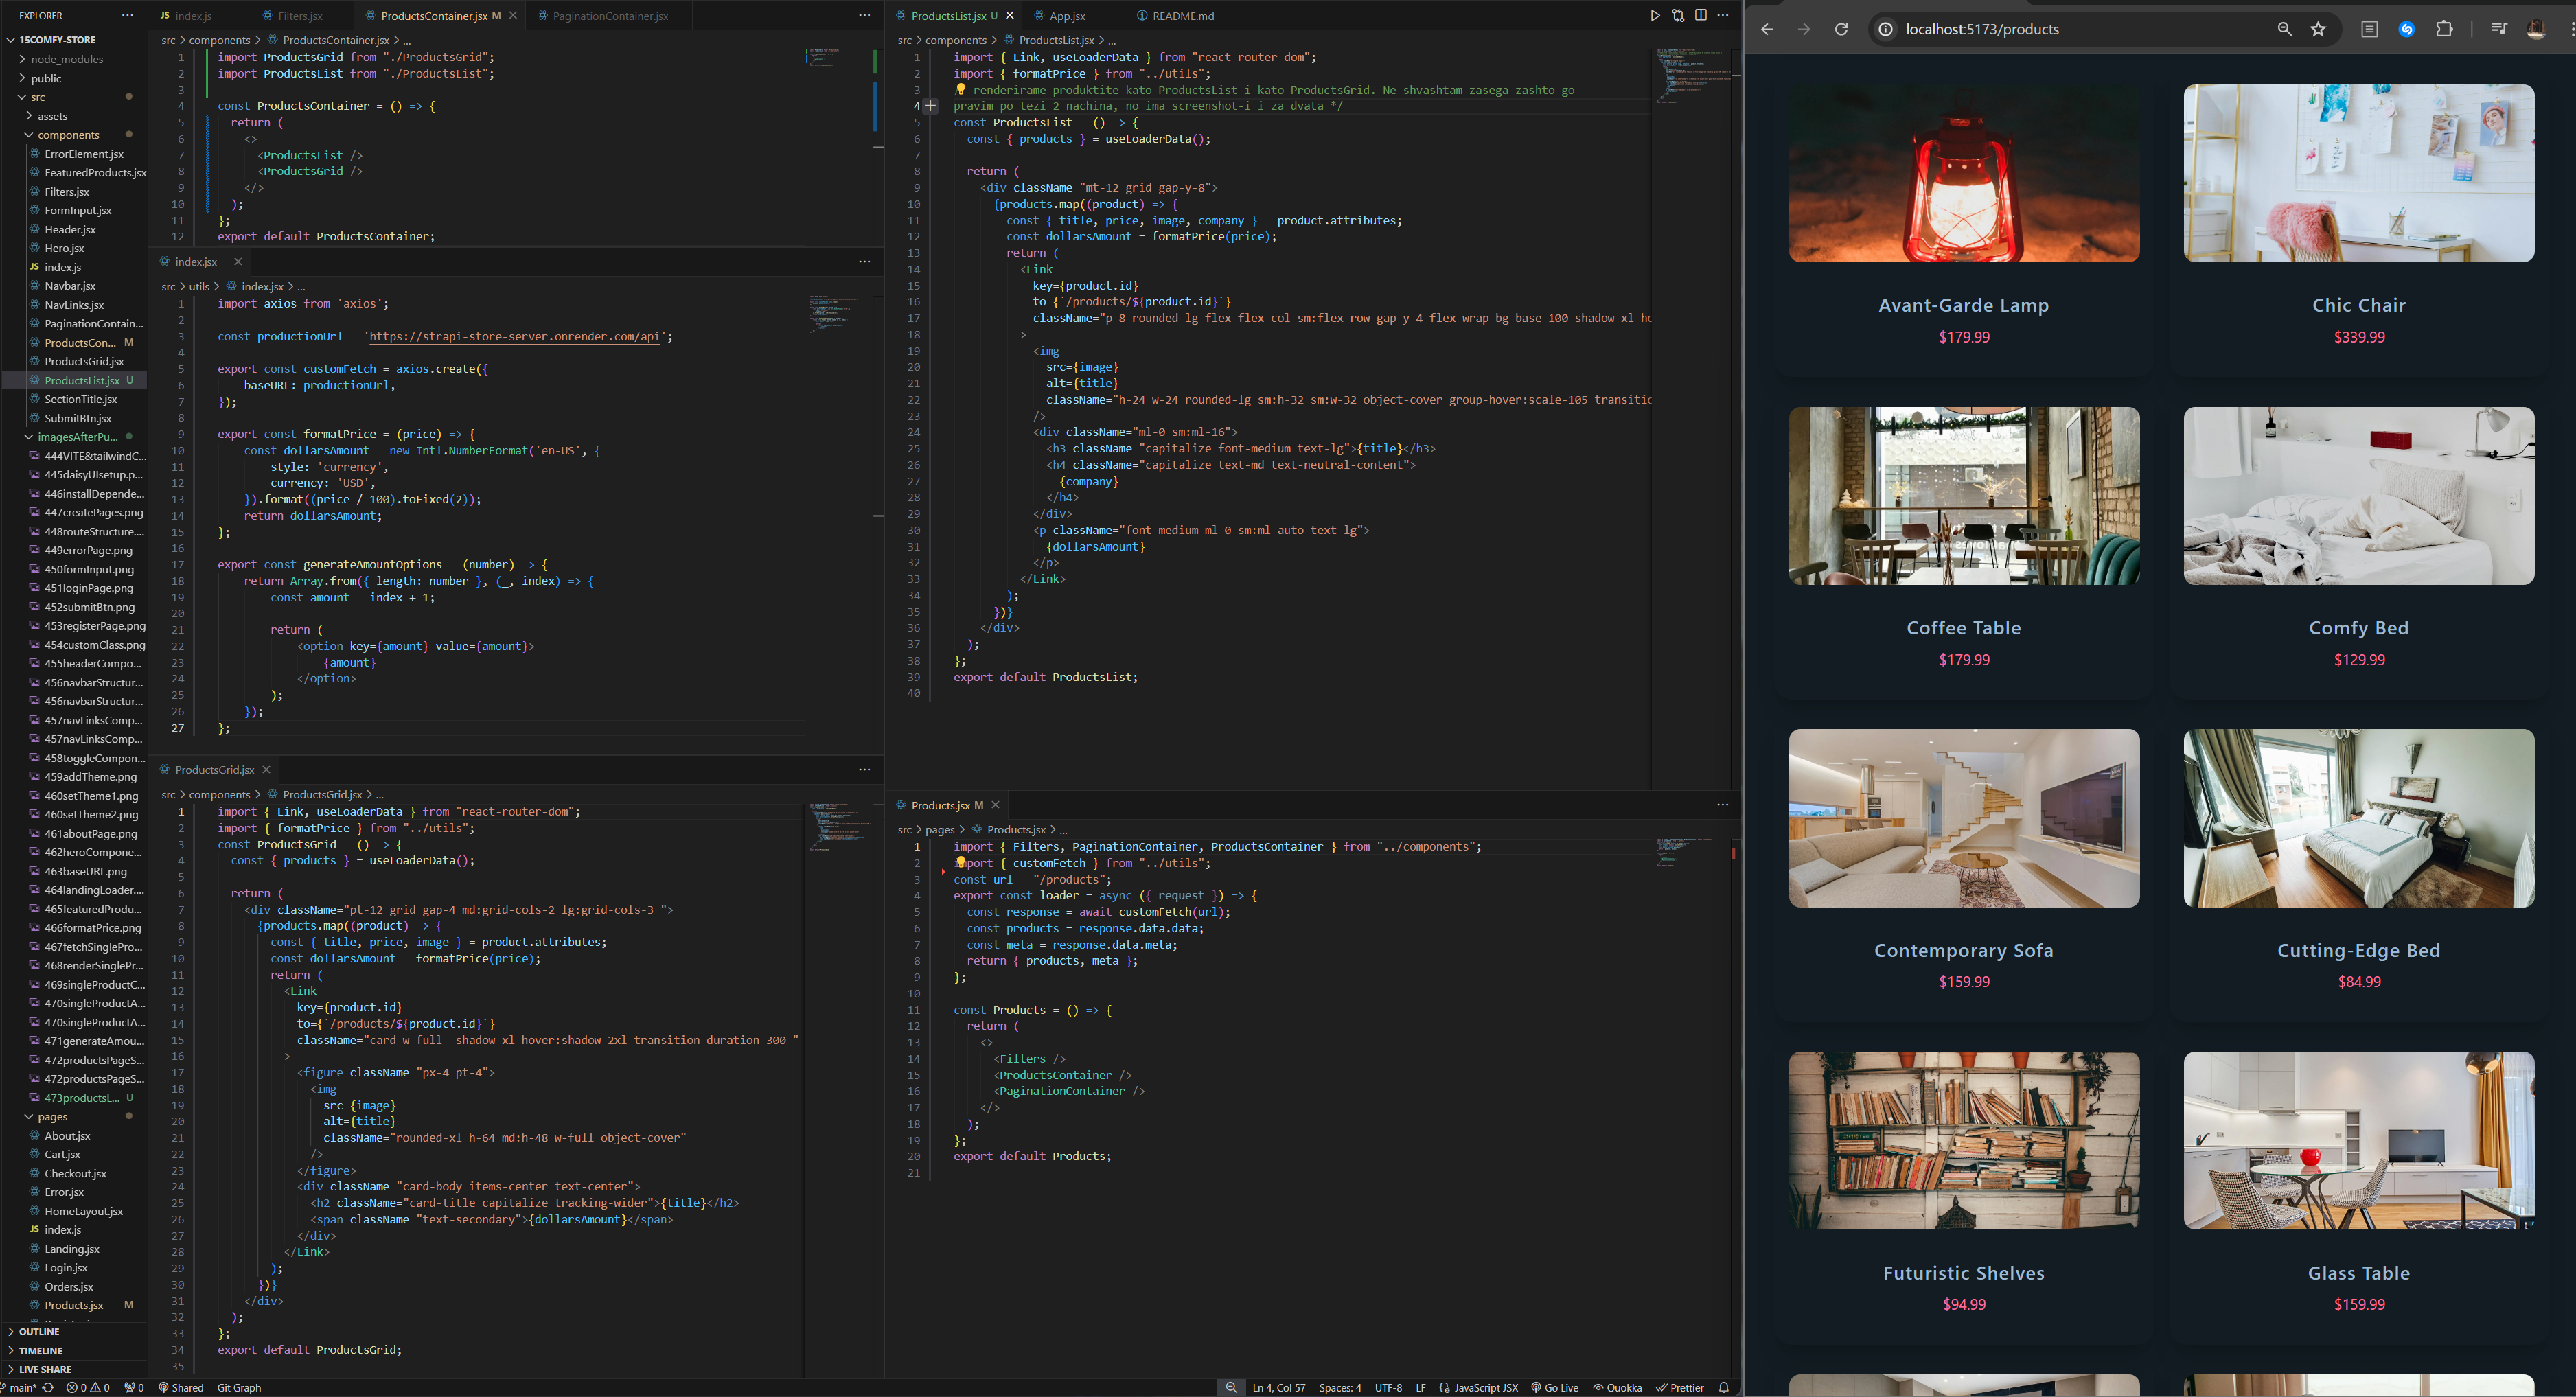 EXPLORER
15COMFY-STORE
node_modules
public
src
assets
components
ErrorElement.jsx
FeaturedProducts.jsx
Filters.jsx
FormInput.jsx
Header.jsx
Hero.jsx
index.js
Navbar.jsx
NavLinks.jsx
PaginationContain...
ProductsCon... M
ProductsGrid.jsx
ProductsList.jsx U
SectionTitle.jsx
SubmitBtn.jsx
imagesAfterPu...
444VITE&tailwindC...
445daisyUIsetup.p...
446installDepende...
447createPages.png
448routeStructure....
449errorPage.png
450formInput.png
451loginPage.png
452submitBtn.png
453registerPage.png
454customClass.png
455headerCompo...
456navbarStructur...
456navbarStructur...
457navLinksComp...
457navLinksComp...
458toggleCompon...
459addTheme.png
460setTheme1.png
460setTheme2.png
461aboutPage.png
462heroCompone...
463baseURL.png
464landingLoader....
465featuredProdu...
466formatPrice.png
467fetchSinglePro...
468renderSinglePr...
469singleProductC...
470singleProductA...
470singleProductA...
471generateAmou...
472productsPageS...
472productsPageS...
473productsL... U
pages
About.jsx
Cart.jsx
Checkout.jsx
Error.jsx
HomeLayout.jsx
index.js
Landing.jsx
Login.jsx
Orders.jsx
Products.jsx M
OUTLINE
TIMELINE
LIVE SHARE
index.js Filters.jsx ProductsContainer.jsx M PaginationContainer.jsx
src > components > ProductsContainer.jsx > ...
1 import ProductsGrid from "./ProductsGrid";
2 import ProductsList from "./ProductsList";
3
4 const ProductsContainer = () => {
5 return (
6 <>
7 <ProductsList />
8 <ProductsGrid />
9 </>
10 );
11 };
12 export default ProductsContainer;
index.jsx
src > utils > index.jsx > ...
1 import axios from 'axios';
2
3 const productionUrl = 'https://strapi-store-server.onrender.com/api';
4
5 export const customFetch = axios.create({
6 baseURL: productionUrl,
7 });
8
9 export const formatPrice = (price) => {
10 const dollarsAmount = new Intl.NumberFormat('en-US', {
11 style: 'currency',
12 currency: 'USD',
13 }).format((price / 100).toFixed(2));
14 return dollarsAmount;
15 };
16
17 export const generateAmountOptions = (number) => {
18 return Array.from({ length: number }, (_, index) => {
19 const amount = index + 1;
20
21 return (
22 <option key={amount} value={amount}>
23 {amount}
24 </option>
25 );
26 });
27 };
ProductsGrid.jsx
src > components > ProductsGrid.jsx > ...
1 import { Link, useLoaderData } from "react-router-dom";
2 import { formatPrice } from "../utils";
3 const ProductsGrid = () => {
4 const { products } = useLoaderData();
5
6 return (
7 <div className="pt-12 grid gap-4 md:grid-cols-2 lg:grid-cols-3 ">
8 {products.map((product) => {
9 const { title, price, image } = product.attributes;
10 const dollarsAmount = formatPrice(price);
11 return (
12 <Link
13 key={product.id}
14 to={`/products/${product.id}`}
15 className="card w-full  shadow-xl hover:shadow-2xl transition duration-300 "
16 >
17 <figure className="px-4 pt-4">
18 <img
19 src={image}
20 alt={title}
21 className="rounded-xl h-64 md:h-48 w-full object-cover"
22 />
23 </figure>
24 <div className="card-body items-center text-center">
25 <h2 className="card-title capitalize tracking-wider">{title}</h2>
26 <span className="text-secondary">{dollarsAmount}</span>
27 </div>
28 </Link>
29 );
30 })}
31 </div>
32 );
33 };
34 export default ProductsGrid;
35
ProductsList.jsx U App.jsx README.md
src > components > ProductsList.jsx > ...
1 import { Link, useLoaderData } from "react-router-dom";
2 import { formatPrice } from "../utils";
3 / renderirame produktite kato ProductsList i kato ProductsGrid. Ne shvashtam zasega zashto go
4 pravim po tezi 2 nachina, no ima screenshot-i i za dvata */
5 const ProductsList = () => {
6 const { products } = useLoaderData();
7
8 return (
9 <div className="mt-12 grid gap-y-8">
10 {products.map((product) => {
11 const { title, price, image, company } = product.attributes;
12 const dollarsAmount = formatPrice(price);
13 return (
14 <Link
15 key={product.id}
16 to={`/products/${product.id}`}
17 className="p-8 rounded-lg flex flex-col sm:flex-row gap-y-4 flex-wrap bg-base-100 shadow-xl ho
18 >
19 <img
20 src={image}
21 alt={title}
22 className="h-24 w-24 rounded-lg sm:h-32 sm:w-32 object-cover group-hover:scale-105 transitio
23 />
24 <div className="ml-0 sm:ml-16">
25 <h3 className="capitalize font-medium text-lg">{title}</h3>
26 <h4 className="capitalize text-md text-neutral-content">
27 {company}
28 </h4>
29 </div>
30 <p className="font-medium ml-0 sm:ml-auto text-lg">
31 {dollarsAmount}
32 </p>
33 </Link>
34 );
35 })}
36 </div>
37 );
38 };
39 export default ProductsList;
40
Products.jsx M
src > pages > Products.jsx > ...
1 import { Filters, PaginationContainer, ProductsContainer } from "../components";
2 import { customFetch } from "../utils";
3 const url = "/products";
4 export const loader = async ({ request }) => {
5 const response = await customFetch(url);
6 const products = response.data.data;
7 const meta = response.data.meta;
8 return { products, meta };
9 };
10
11 const Products = () => {
12 return (
13 <>
14 <Filters />
15 <ProductsContainer />
16 <PaginationContainer />
17 </>
18 );
19 };
20 export default Products;
21
main* 0 0 0 Shared Git Graph Ln 4, Col 57 Spaces: 4 UTF-8 LF JavaScript JSX Go Live Quokka Prettier
localhost:5173/products
Avant-Garde Lamp
$179.99
Chic Chair
$339.99
Coffee Table
$179.99
Comfy Bed
$129.99
Contemporary Sofa
$159.99
Cutting-Edge Bed
$84.99
Futuristic Shelves
$94.99
Glass Table
$159.99